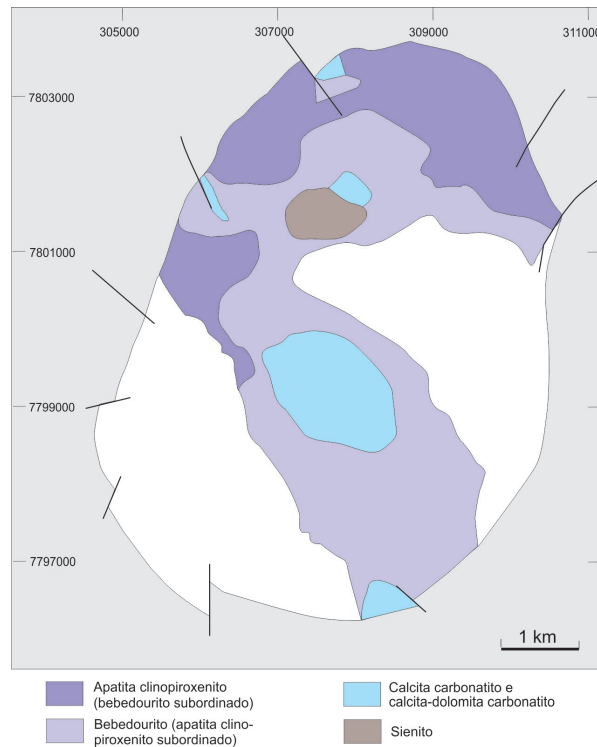 305000 307000 309000 311000
7803000
7801000
7799000
7797000
1 km
Apatita clinopiroxenito
(bebedourito subordinado)
Bebedourito (apatita clino-
piroxenito subordinado)
Calcita carbonatito e
calcita-dolomita carbonatito
Sienito